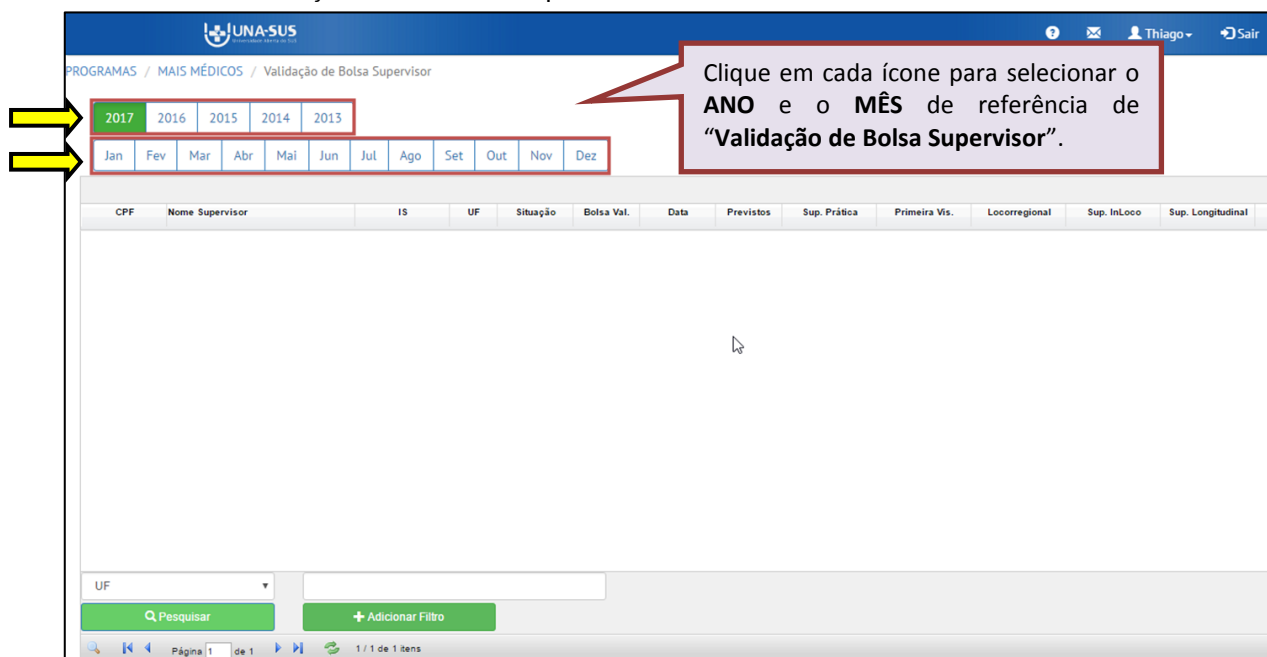 UNA-SUS
? Thiago Sair
PROGRAMAS / MAIS MÉDICOS / Validação de Bolsa Supervisor
Clique em cada ícone para selecionar o
ANO e o MÊS de referência de
“Validação de Bolsa Supervisor”.
2017 2016 2015 2014 2013
Jan Fev Mar Abr Mai Jun Jul Ago Set Out Nov Dez
CPF Nome Supervisor IS UF Situação Bolsa Val. Data Previstos Sup. Prática Primeira Vis. Locorregional Sup. InLoco Sup. Longitudinal
UF
Pesquisar + Adicionar Filtro
Página 1 de 1 1 / 1 de 1 itens